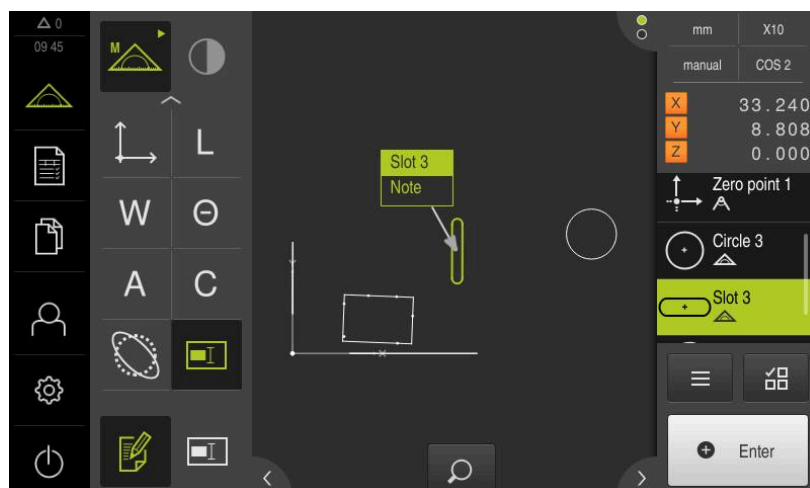 0
09 45
M
L
W
Θ
A
C
Slot 3
Note
mm
X10
manual
COS 2
X 33.240
Y 8.808
Z 0.000
Zero point 1
Circle 3
Slot 3
Enter